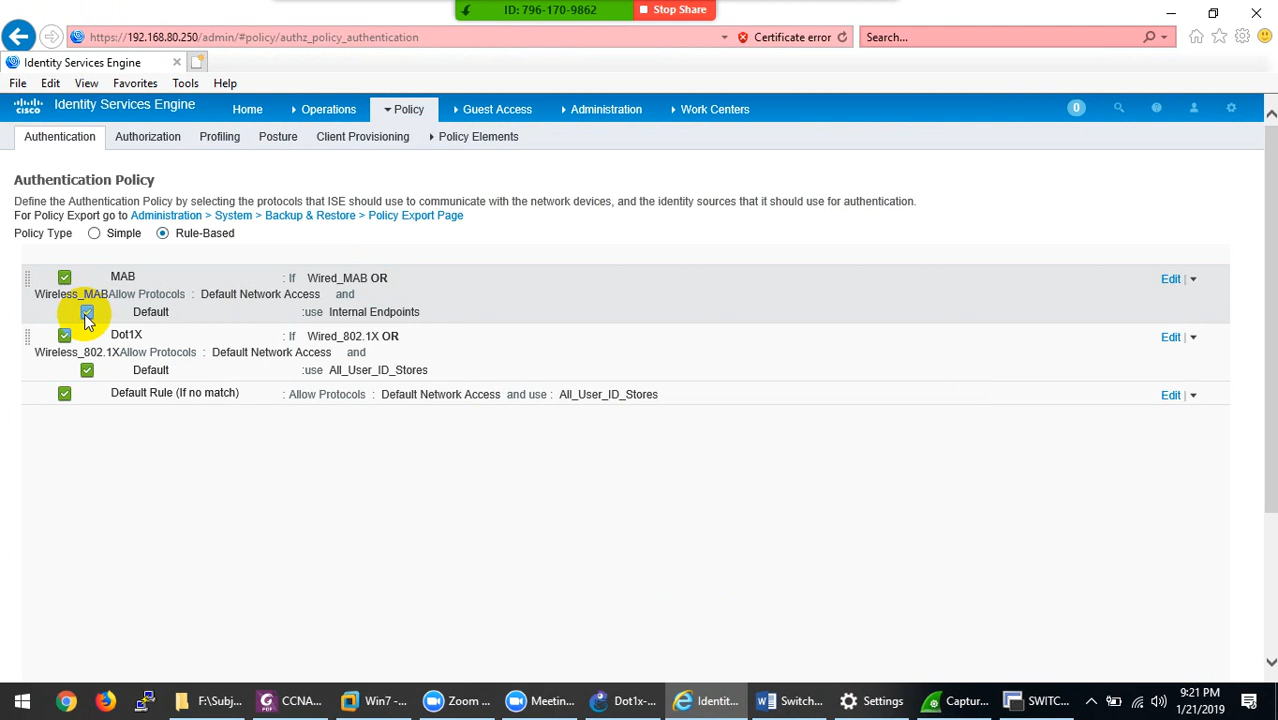 ID: 796-170-9862 Stop Share
https://192.168.80.250/admin/#policy/authz_policy_authentication Certificate error Search...
Identity Services Engine
File Edit View Favorites Tools Help
cisco Identity Services Engine Home Operations Policy Guest Access Administration Work Centers 0
Authentication Authorization Profiling Posture Client Provisioning Policy Elements
Authentication Policy
Define the Authentication Policy by selecting the protocols that ISE should use to communicate with the network devices, and the identity sources that it should use for authentication.
For Policy Export go to Administration > System > Backup & Restore > Policy Export Page
Policy Type Simple Rule-Based
MAB : If Wired_MAB OR Edit |
Wireless_MABAllow Protocols : Default Network Access and
Default :use Internal Endpoints
Dot1X : If Wired_802.1X OR Edit |
Wireless_802.1XAllow Protocols : Default Network Access and
Default :use All_User_ID_Stores
Default Rule (If no match) : Allow Protocols : Default Network Access and use : All_User_ID_Stores Edit |
F:\Subj... CCNA... Win7 -... Zoom ... Meetin... Dot1x-... Identit... Switch... Settings Captur... SWITC... 9:21 PM
1/21/2019